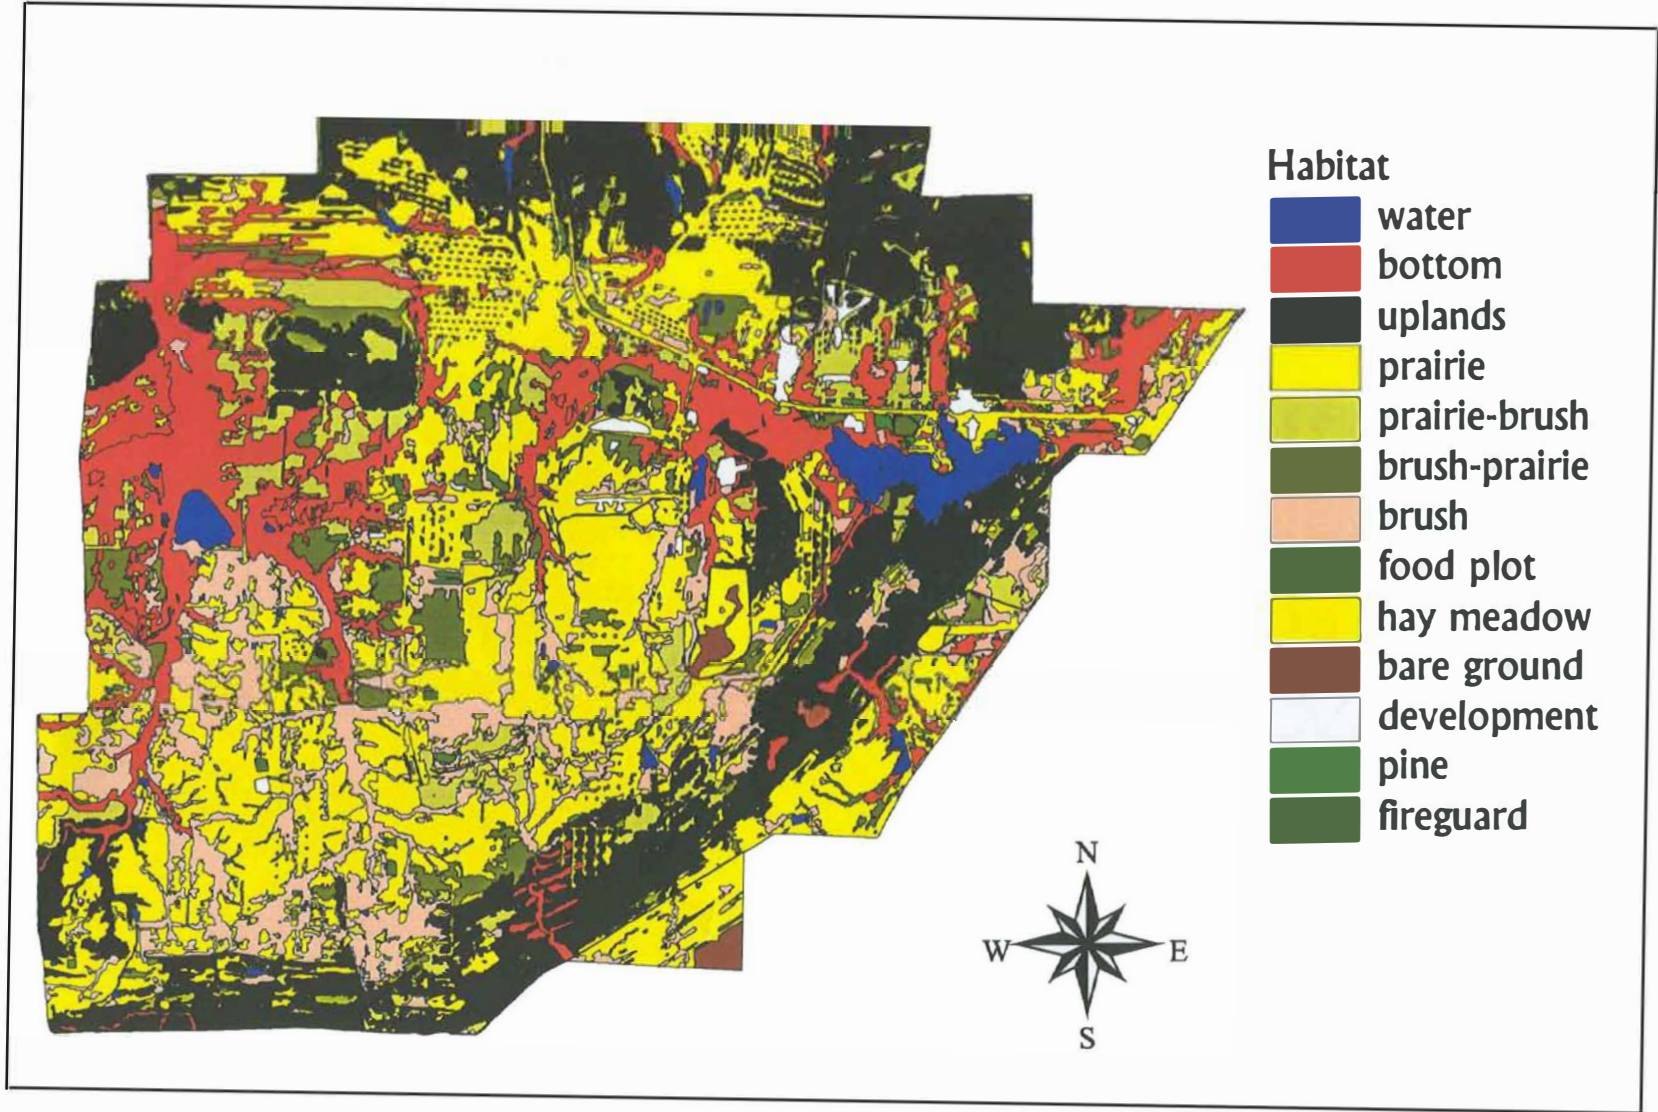 Habitat
water
bottom
uplands
prairie
prairie-brush
brush-prairie
brush
food plot
hay meadow
bare ground
development
pine
fireguard
N
W
E
S